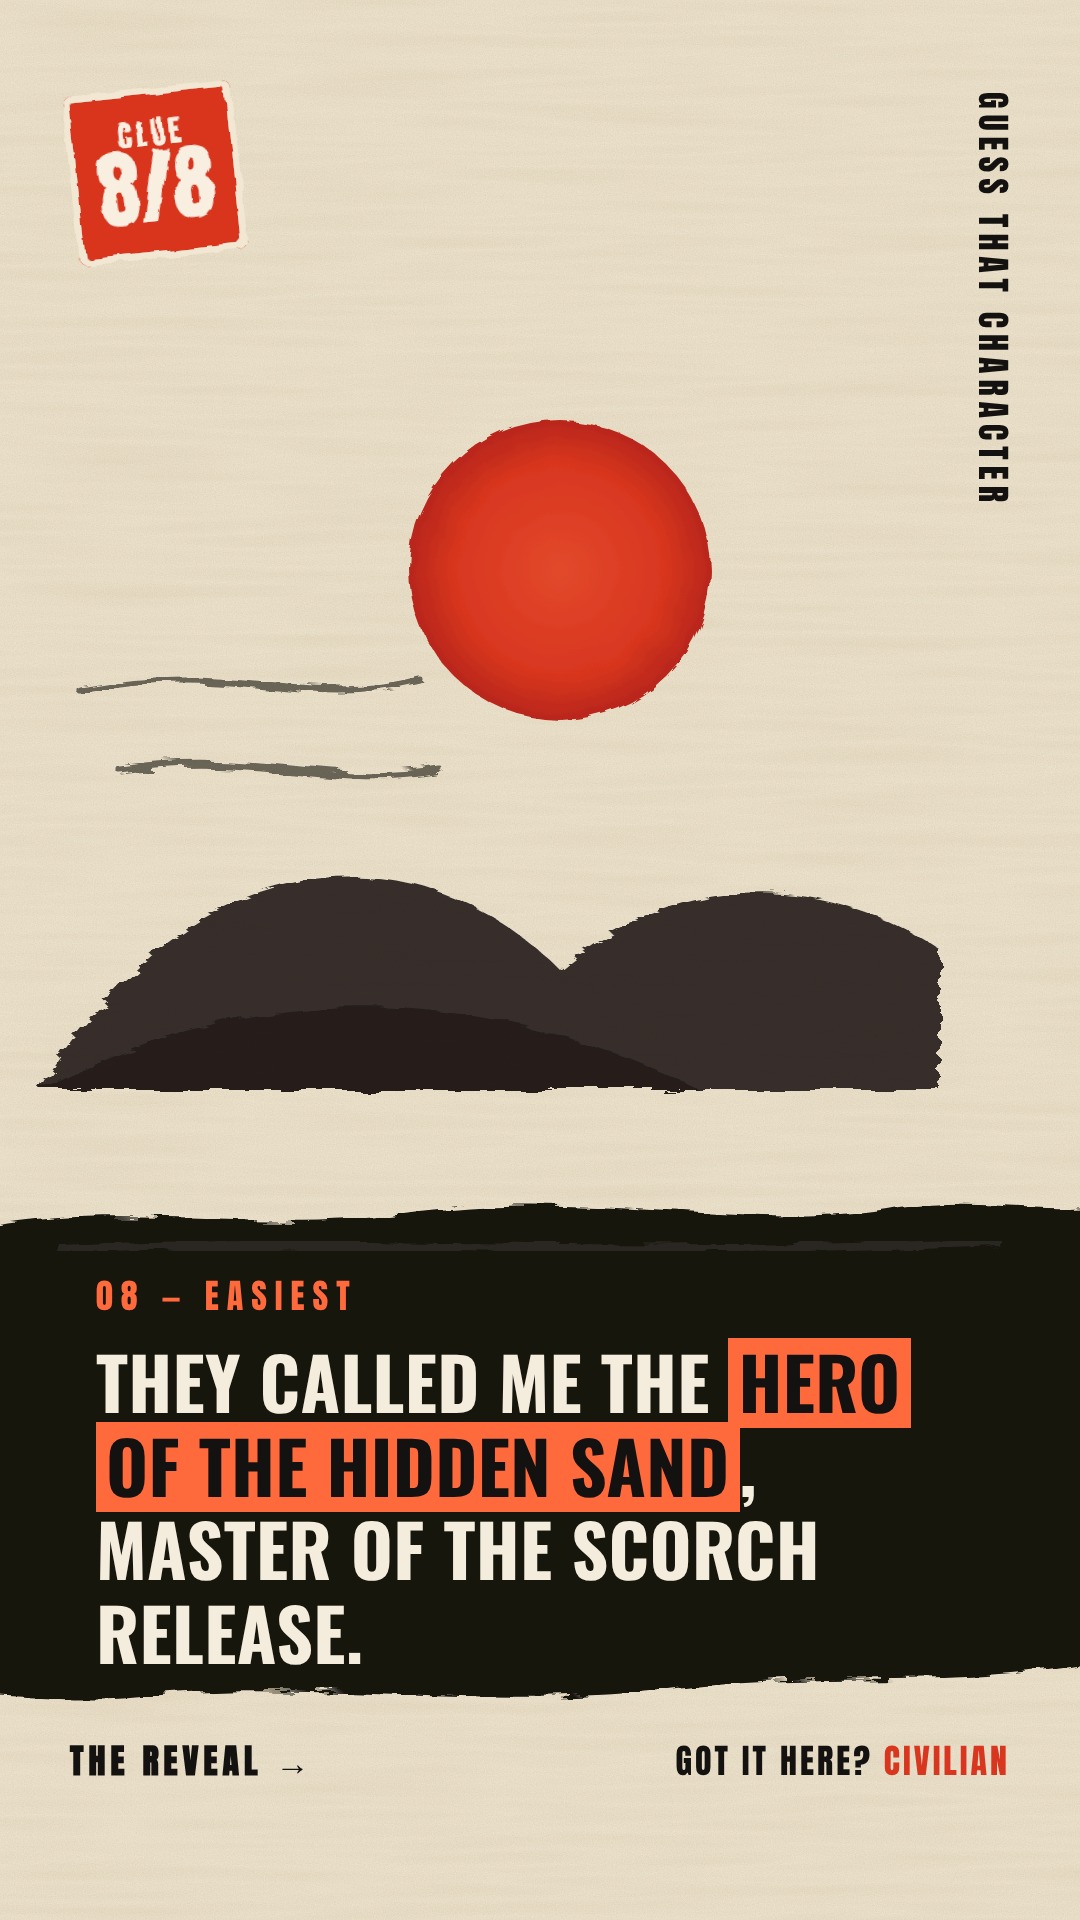 CLUE
8/8
GUESS THAT CHARACTER
08 – EASIEST
THEY CALLED ME THE HERO
OF THE HIDDEN SAND,
MASTER OF THE SCORCH
RELEASE.
THE REVEAL →
GOT IT HERE? CIVILIAN